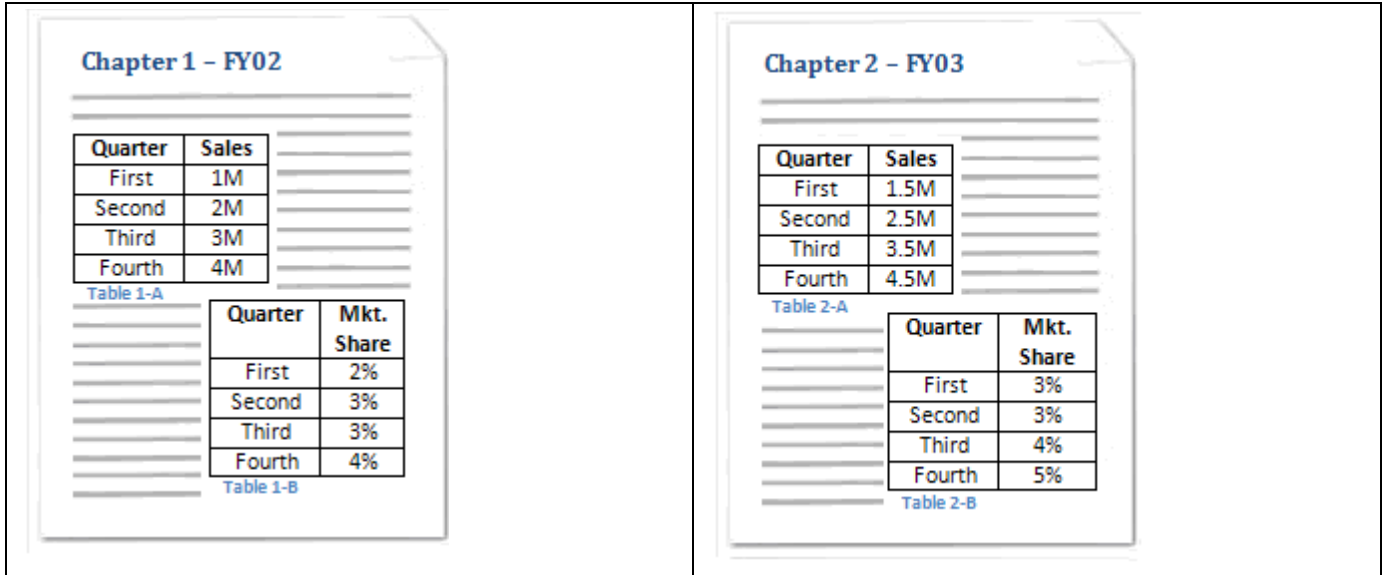 Chapter 1 – FY02
Quarter Sales
First 1M
Second 2M
Third 3M
Fourth 4M
Table 1-A
Quarter Mkt.
Share
First 2%
Second 3%
Third 3%
Fourth 4%
Table 1-B
Chapter 2 – FY03
Quarter Sales
First 1.5M
Second 2.5M
Third 3.5M
Fourth 4.5M
Table 2-A
Quarter Mkt.
Share
First 3%
Second 3%
Third 4%
Fourth 5%
Table 2-B